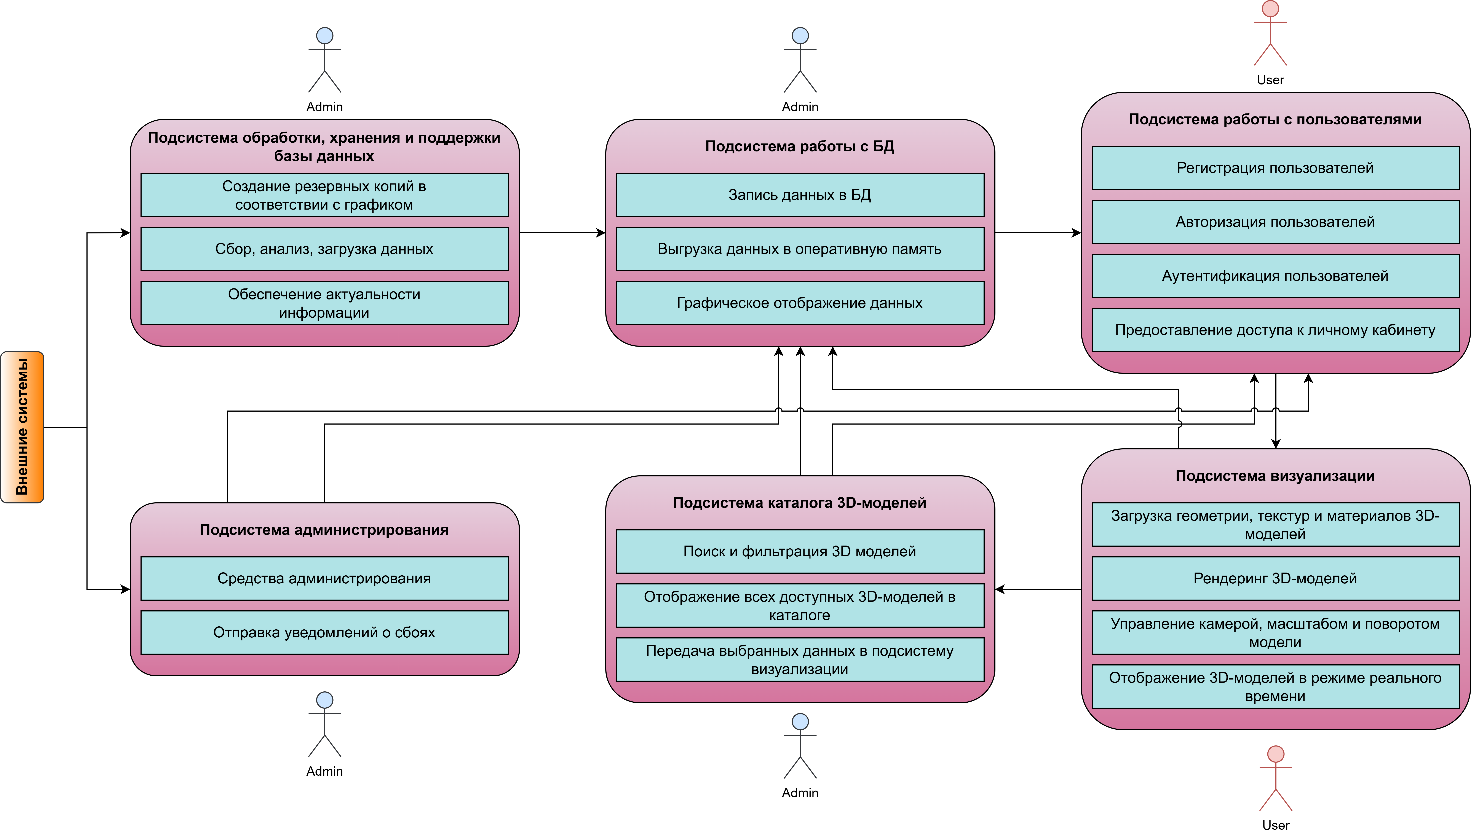 Admin
Admin
User
Подсистема обработки, хранения и поддержки
базы данных
Создание резервных копий в
соответствии с графиком
Сбор, анализ, загрузка данных
Обеспечение актуальности
информации
Подсистема работы с БД
Запись данных в БД
Выгрузка данных в оперативную память
Графическое отображение данных
Подсистема работы с пользователями
Регистрация пользователей
Авторизация пользователей
Аутентификация пользователей
Предоставление доступа к личному кабинету
Внешние системы
Подсистема администрирования
Средства администрирования
Отправка уведомлений о сбоях
Admin
Подсистема каталога 3D-моделей
Поиск и фильтрация 3D моделей
Отображение всех доступных 3D-моделей в
каталоге
Передача выбранных данных в подсистему
визуализации
Admin
Подсистема визуализации
Загрузка геометрии, текстур и материалов 3D-
моделей
Рендеринг 3D-моделей
Управление камерой, масштабом и поворотом
модели
Отображение 3D-моделей в режиме реального
времени
User